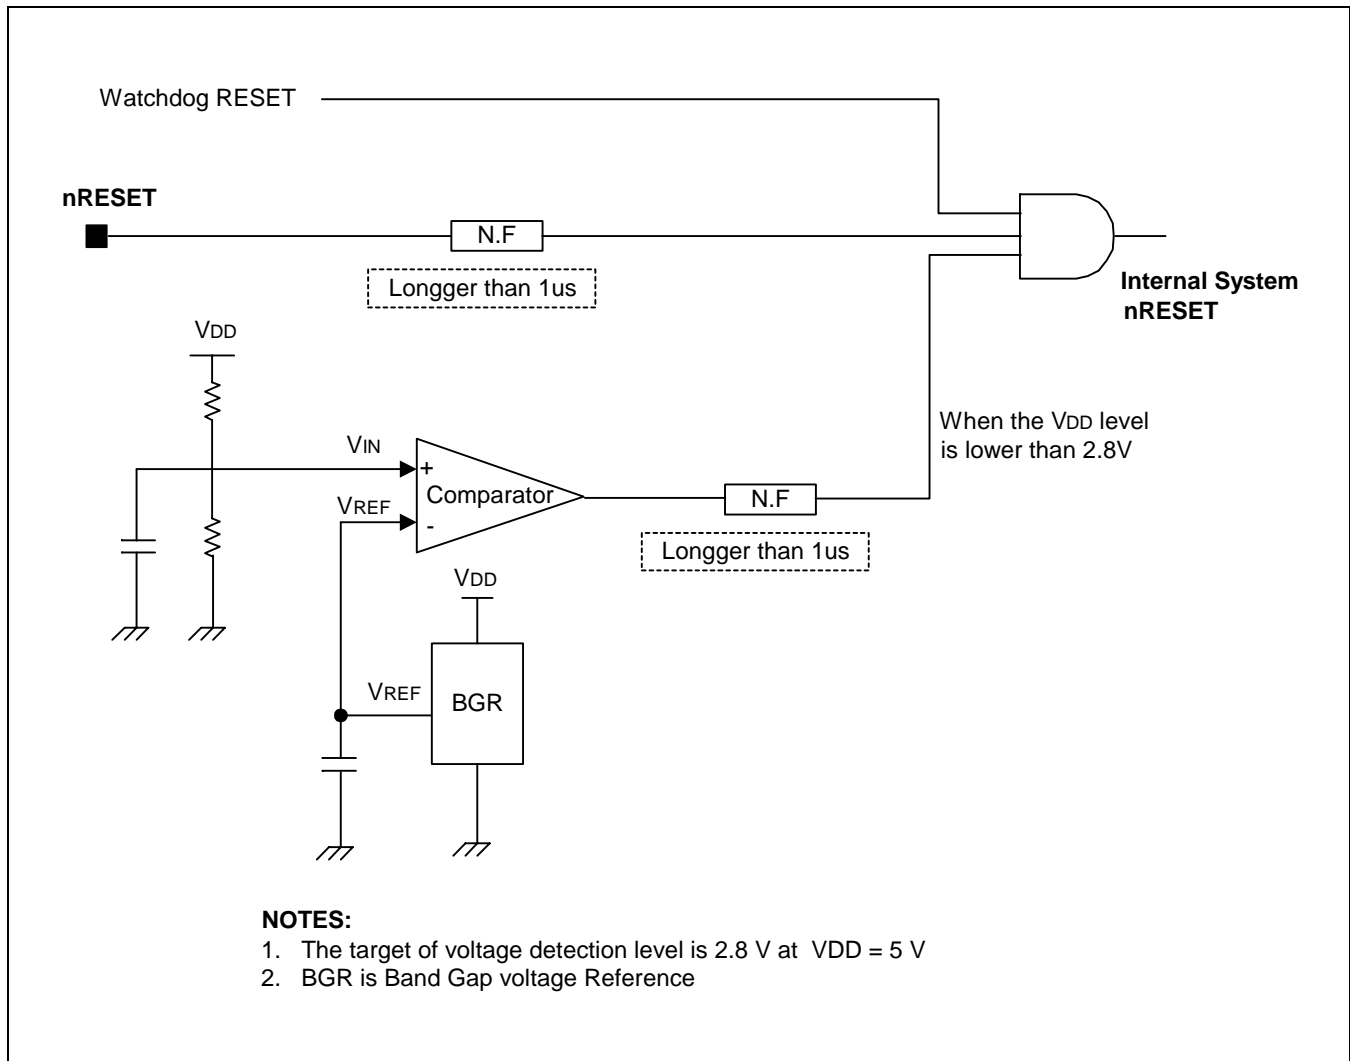 Watchdog RESET
nRESET
N.F
Longger than 1us
Internal System
nRESET
VDD
When the VDD level
is lower than 2.8V
VIN
+
Comparator
VREF
-
N.F
Longger than 1us
VDD
VREF
BGR
NOTES:
1. The target of voltage detection level is 2.8 V at VDD = 5 V
2. BGR is Band Gap voltage Reference